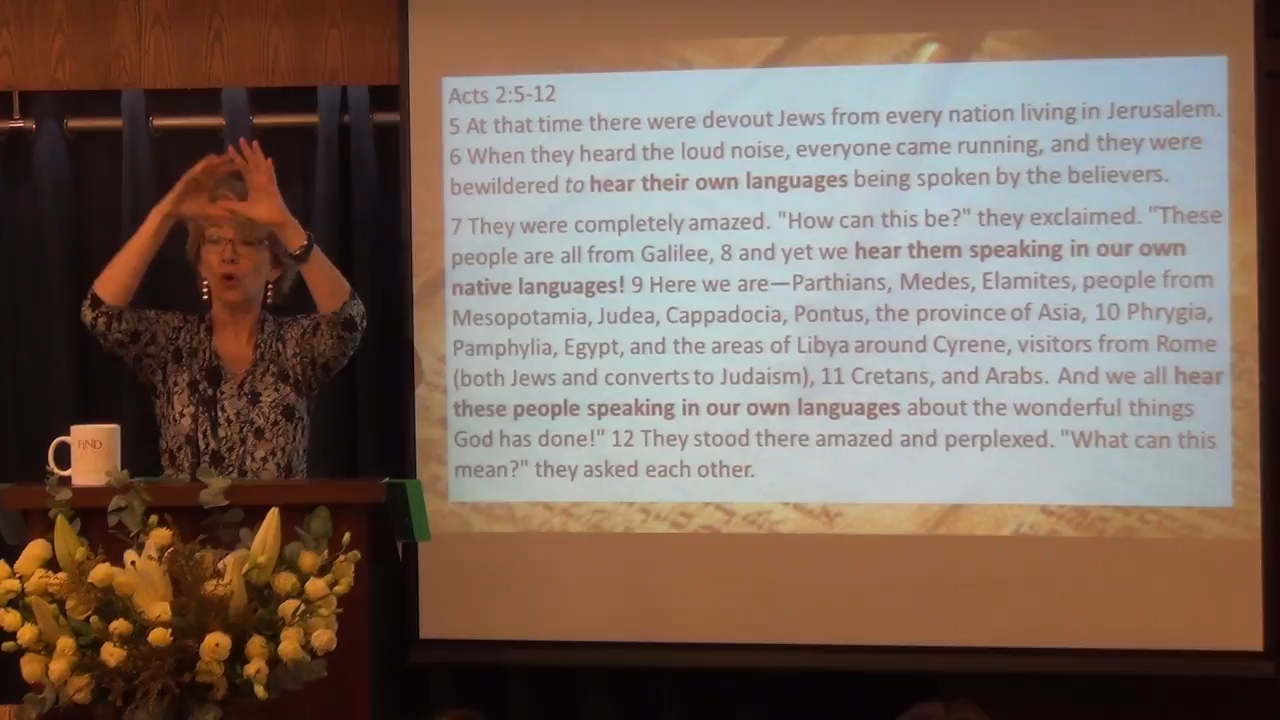 FIND
Acts 2:5-12
5 At that time there were devout Jews from every nation living in Jerusalem.
6 When they heard the loud noise, everyone came running, and they were
bewildered to hear their own languages being spoken by the believers.
7 They were completely amazed. "How can this be?" they exclaimed. "These
people are all from Galilee, 8 and yet we hear them speaking in our own
native languages! 9 Here we are—Parthians, Medes, Elamites, people from
Mesopotamia, Judea, Cappadocia, Pontus, the province of Asia, 10 Phrygia,
Pamphylia, Egypt, and the areas of Libya around Cyrene, visitors from Rome
(both Jews and converts to Judaism), 11 Cretans, and Arabs. And we all hear
these people speaking in our own languages about the wonderful things
God has done!" 12 They stood there amazed and perplexed. "What can this
mean?" they asked each other.